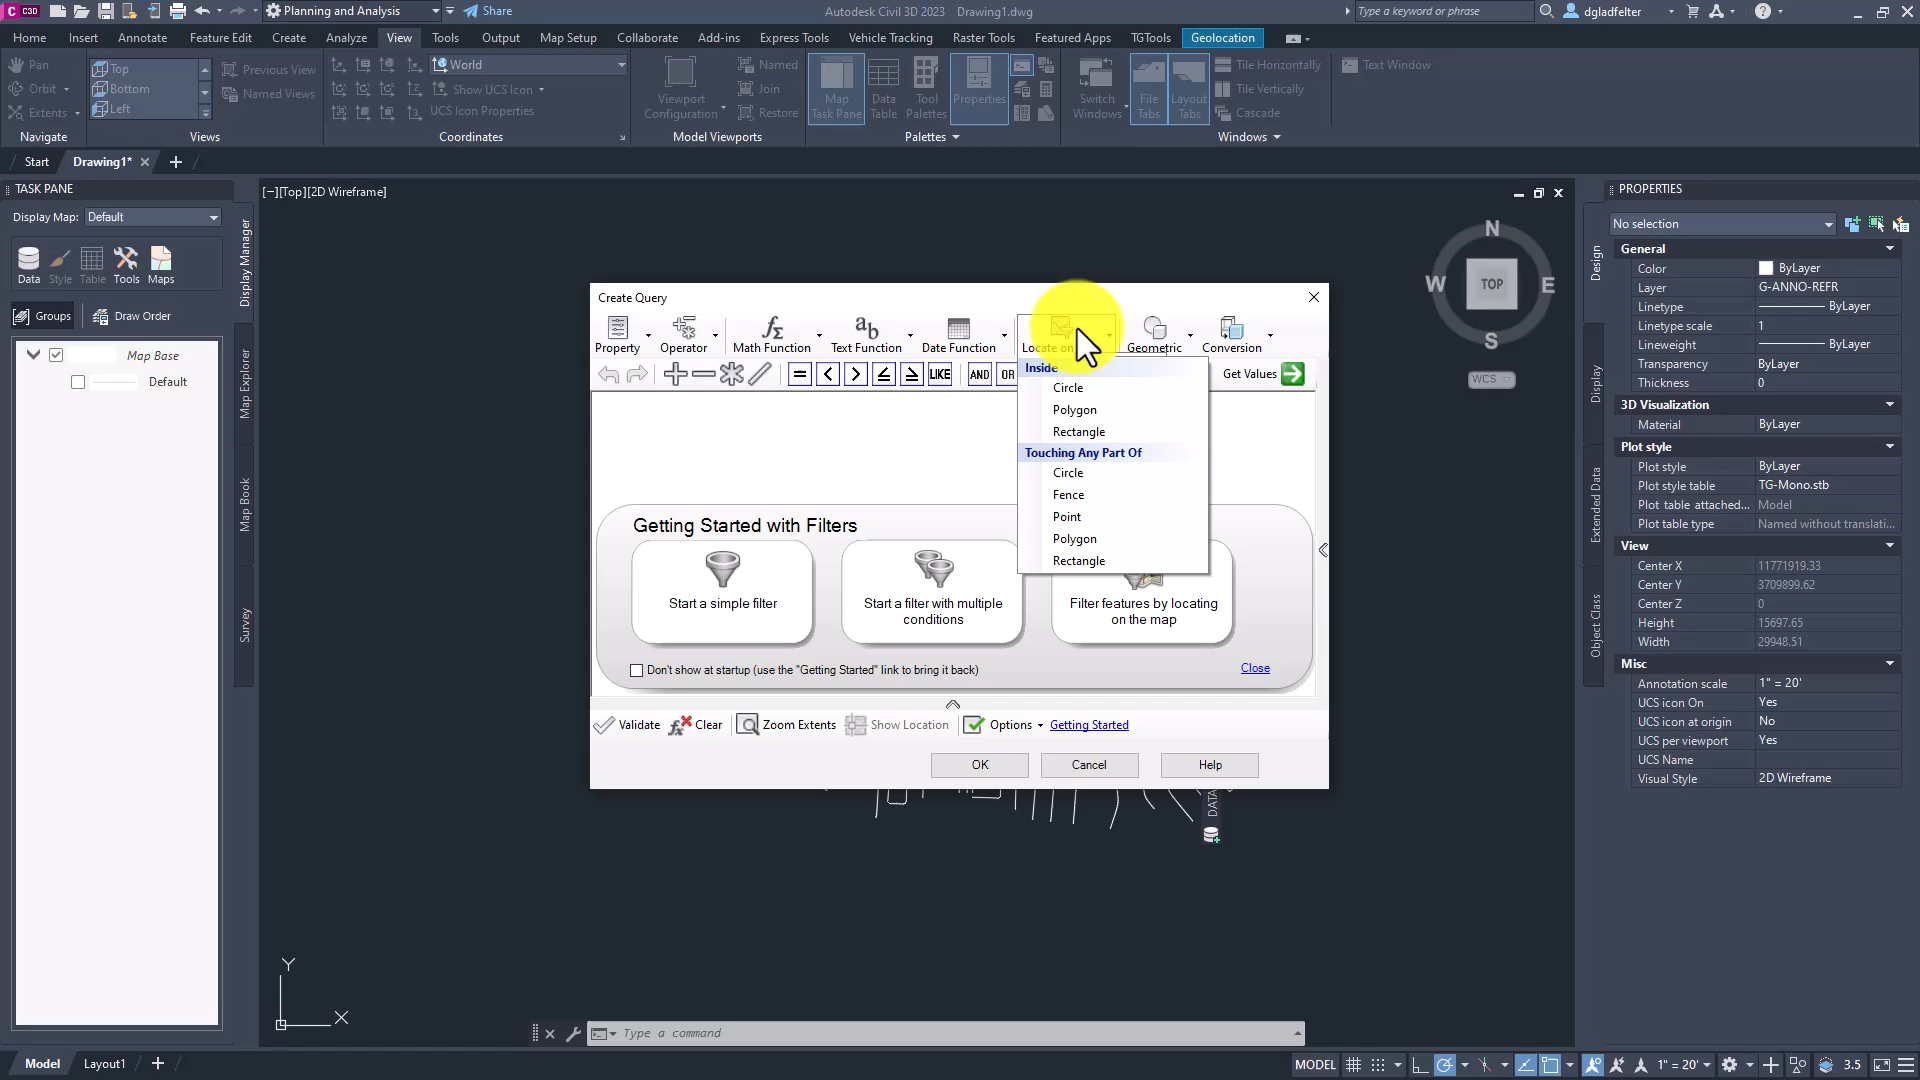 C C3D Planning and Analysis Share Autodesk Civil 3D 2023 Drawing1.dwg Type a keyword or phrase dgladfelter
Home Insert Annotate Feature Edit Create Analyze View Tools Output Map Setup Collaborate Add-ins Express Tools Vehicle Tracking Raster Tools Featured Apps TGTools Geolocation
Pan Top Previous View World Named Tile Horizontally Text Window
Orbit Bottom Named Views Show UCS Icon Join Tile Vertically
Extents Left UCS Icon Properties Restore Cascade
Viewport Configuration
Map Task Pane
Data Table
Tool Palettes
Properties
Switch Windows
File Tabs
Layout Tabs
Navigate Views Coordinates Model Viewports Palettes Windows
Start Drawing1*
TASK PANE
Display Map: Default
Data Style Table Tools Maps
Groups Draw Order
Map Base
Default
Display Manager
Map Explorer
Map Book
Survey
[−][Top][2D Wireframe]
Create Query
Property Operator Math Function Text Function Date Function Locate on Geometric Conversion
= < > ≤ ≥ LIKE AND OR Get Values
Inside
Circle
Polygon
Rectangle
Touching Any Part Of
Circle
Fence
Point
Polygon
Rectangle
Getting Started with Filters
Start a simple filter
Start a filter with multiple conditions
Filter features by locating on the map
Don't show at startup (use the "Getting Started" link to bring it back)
Close
Validate Clear Zoom Extents Show Location Options Getting Started
OK Cancel Help
DATA
N
W TOP E
S
WCS
Y
X
Type a command
PROPERTIES
No selection
Design
Display
Extended Data
Object Class
General
Color ByLayer
Layer G-ANNO-REFR
Linetype ByLayer
Linetype scale 1
Lineweight ByLayer
Transparency ByLayer
Thickness 0
3D Visualization
Material ByLayer
Plot style
Plot style ByLayer
Plot style table TG-Mono.stb
Plot table attached... Model
Plot table type Named without translati...
View
Center X 11771919.33
Center Y 3709899.62
Center Z 0
Height 15697.65
Width 29948.51
Misc
Annotation scale 1" = 20'
UCS icon On Yes
UCS icon at origin No
UCS per viewport Yes
UCS Name
Visual Style 2D Wireframe
Model Layout1
MODEL 1" = 20' 3.5